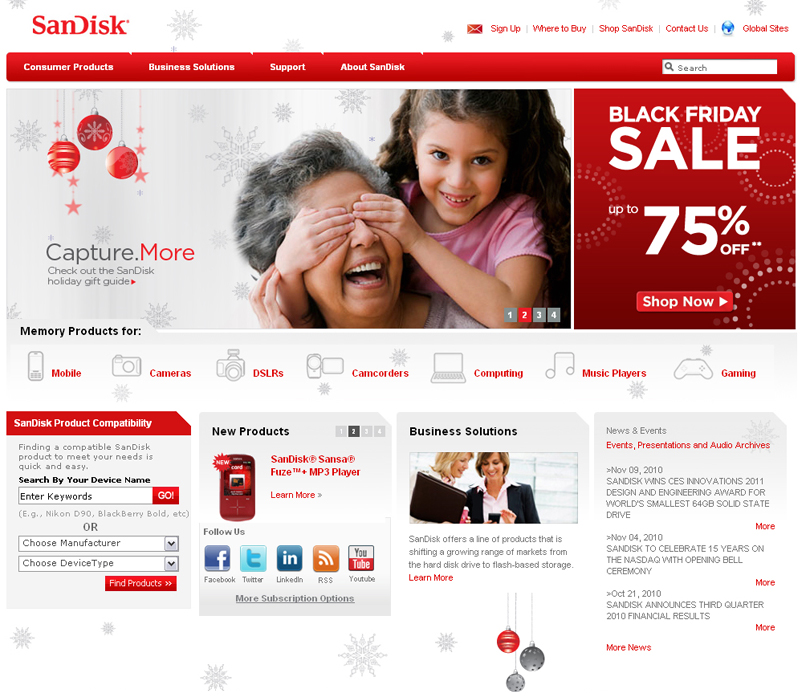 SanDisk®
Sign Up | Where to Buy | Shop SanDisk | Contact Us | Global Sites
Consumer Products
Business Solutions
Support
About SanDisk
Search
Capture.More
Check out the SanDisk
holiday gift guide
1 2 3 4
BLACK FRIDAY
SALE
up to
75%
OFF**
Shop Now
Memory Products for:
Mobile
Cameras
DSLRs
Camcorders
Computing
Music Players
Gaming
SanDisk Product Compatibility
Finding a compatible SanDisk
product to meet your needs is
quick and easy.
Search By Your Device Name
Enter Keywords
GO!
(E.g., Nikon D90, BlackBerry Bold, etc)
OR
Choose Manufacturer
Choose DeviceType
Find Products >>
New Products
1 2 3 4
NEW
card
SanDisk® Sansa®
Fuze™+ MP3 Player
Learn More »
Follow Us
You
Tube
Facebook
Twitter
LinkedIn
RSS
Youtube
More Subscription Options
Business Solutions
SanDisk offers a line of products that is
shifting a growing range of markets from
the hard disk drive to flash-based storage.
Learn More
News & Events
Events, Presentations and Audio Archives
>Nov 09, 2010
SANDISK WINS CES INNOVATIONS 2011
DESIGN AND ENGINEERING AWARD FOR
WORLD'S SMALLEST 64GB SOLID STATE
DRIVE
More
>Nov 04, 2010
SANDISK TO CELEBRATE 15 YEARS ON
THE NASDAQ WITH OPENING BELL
CEREMONY
More
>Oct 21, 2010
SANDISK ANNOUNCES THIRD QUARTER
2010 FINANCIAL RESULTS
More
More News